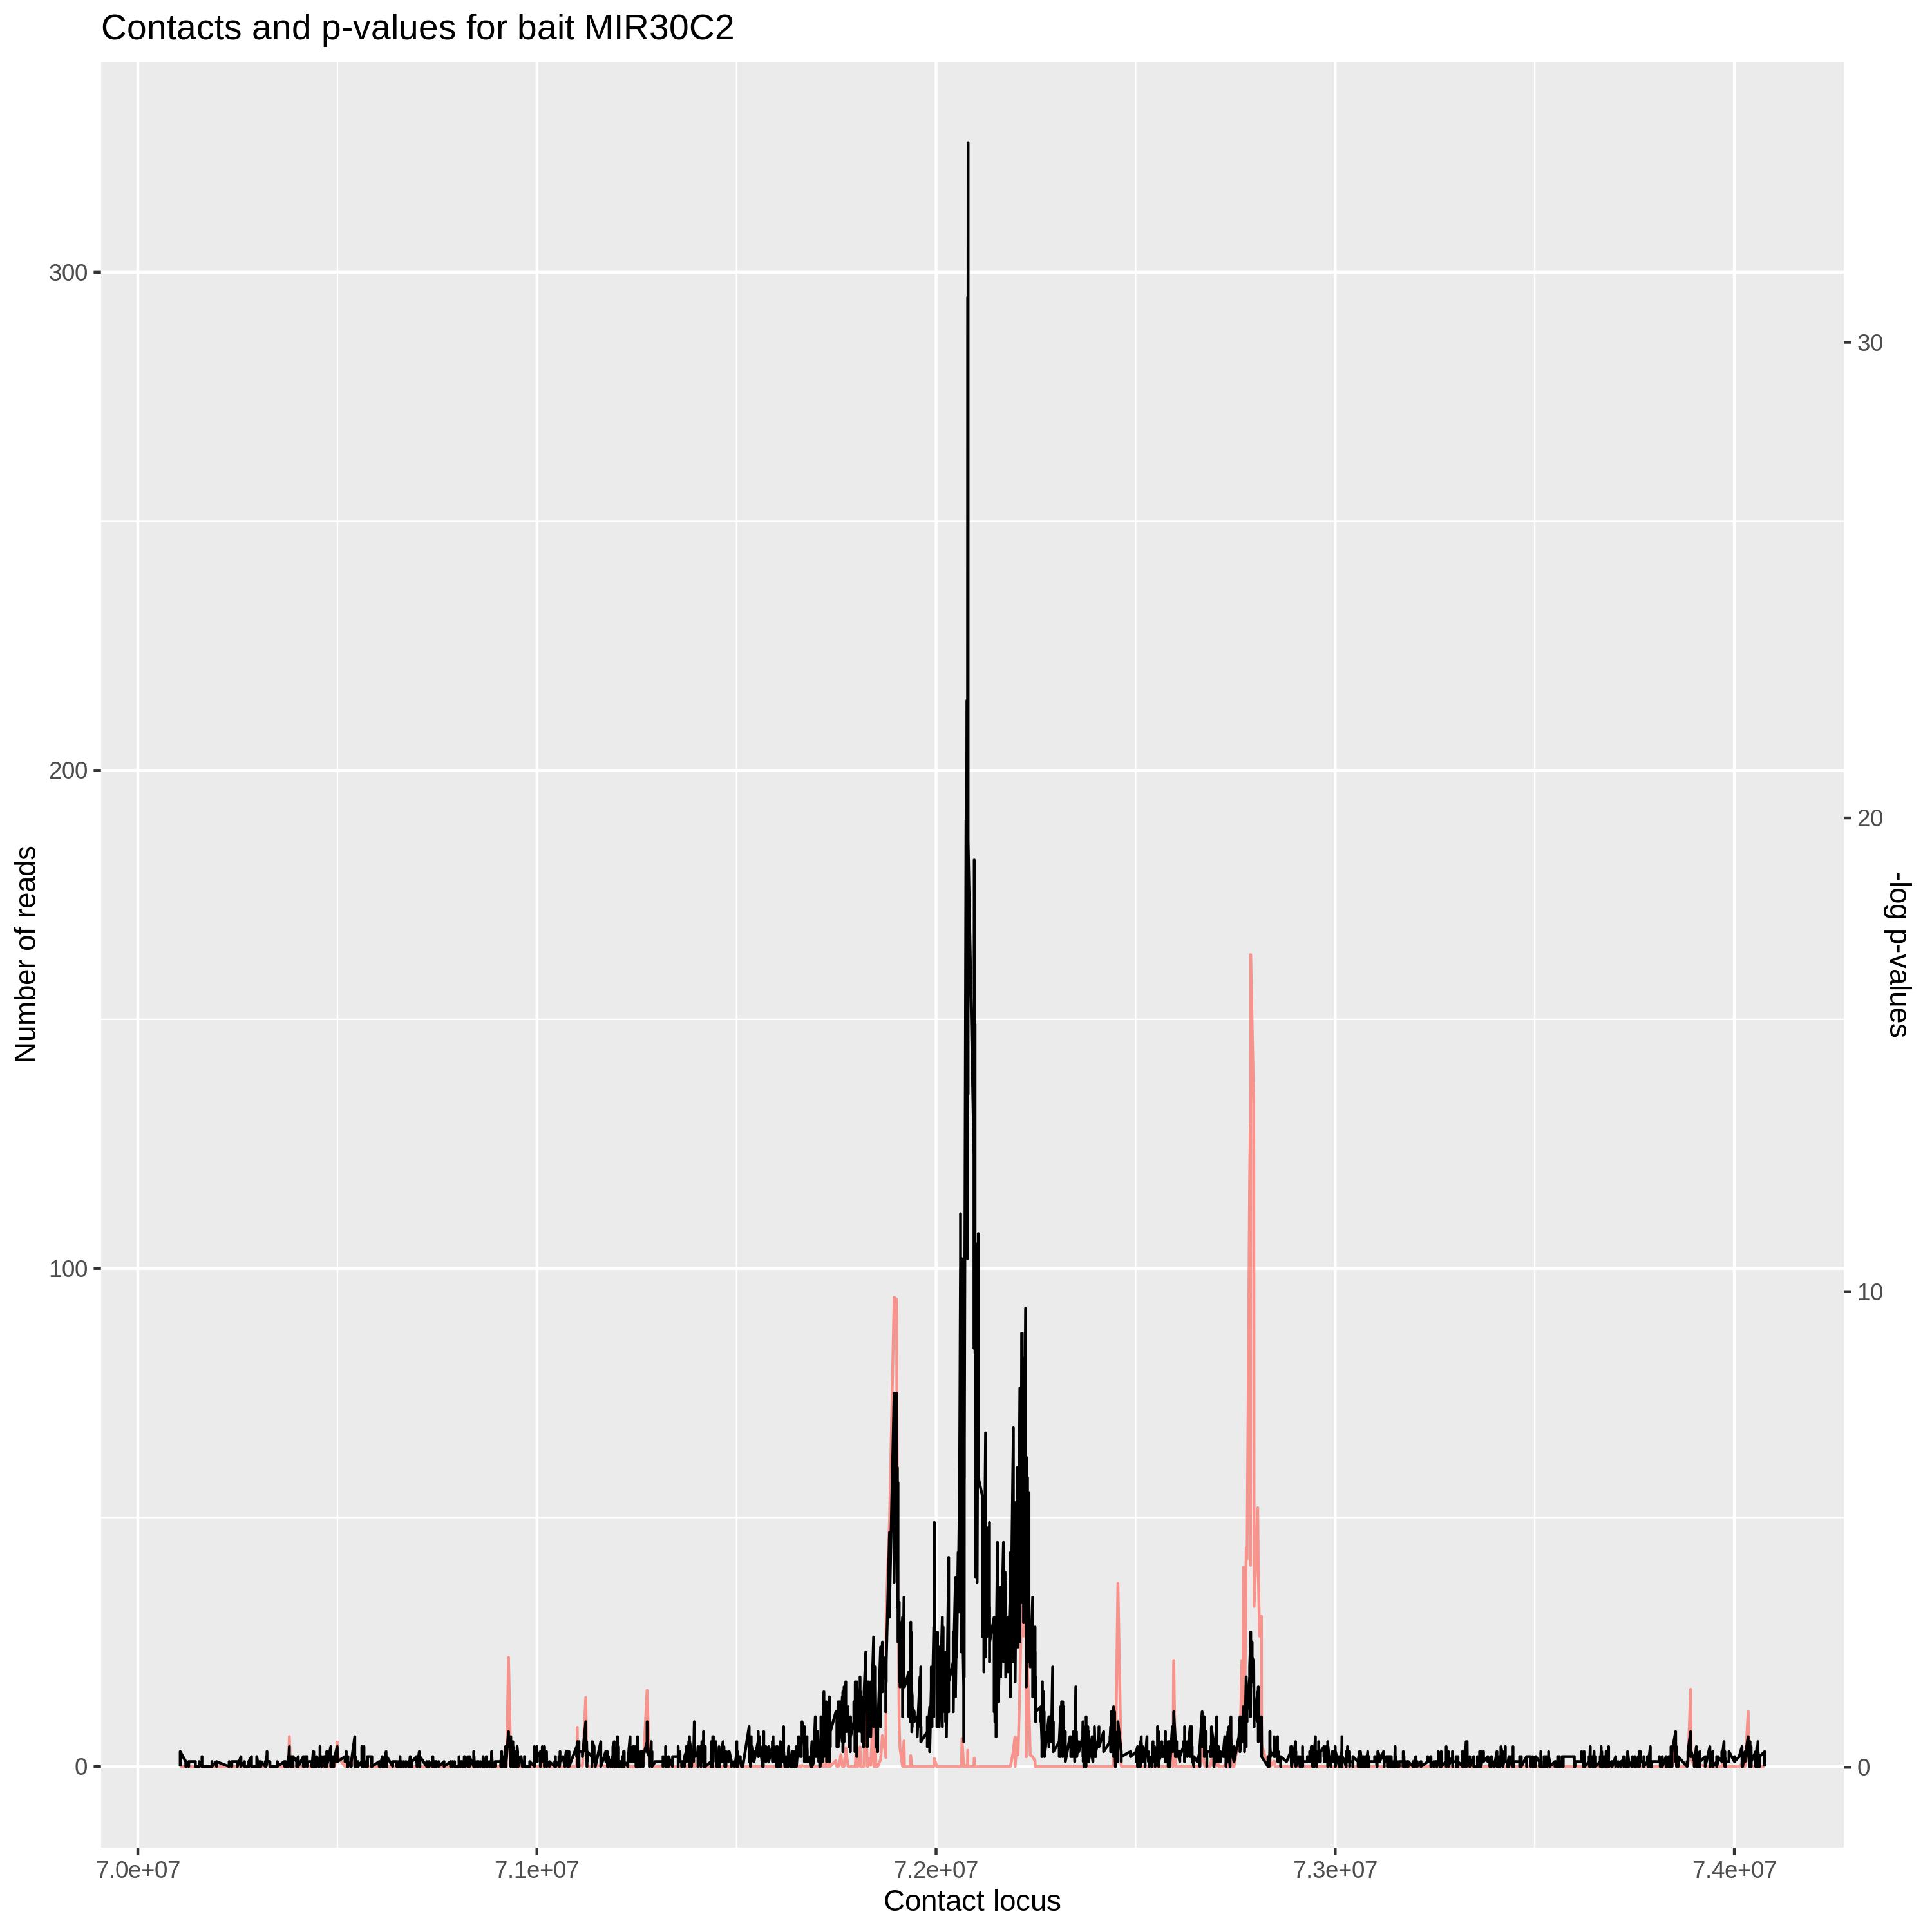 Contacts and p-values for bait MIR30C2
300
200
100
0
Number of reads
30
20
10
0
-log p-values
7.0e+07
7.1e+07
7.2e+07
7.3e+07
7.4e+07
Contact locus